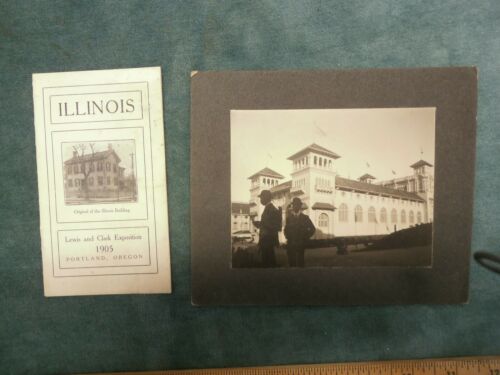 ILLINOIS
Original of the Illinois Building
Lewis and Clark Exposition
1905
PORTLAND, OREGON